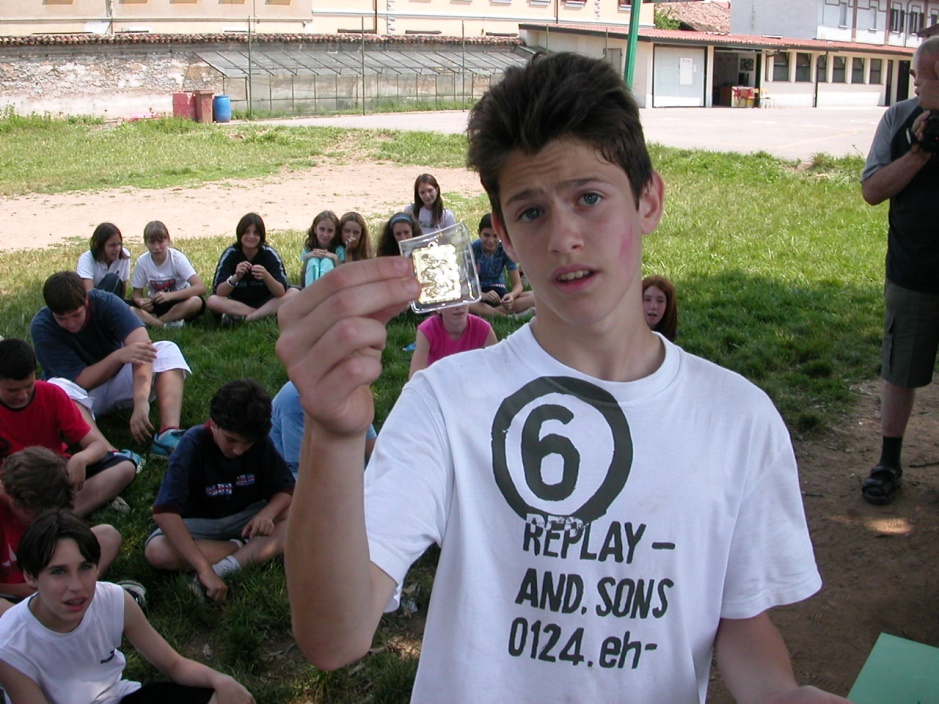 6
REPLAY –
AND. SONS
0124. eh-